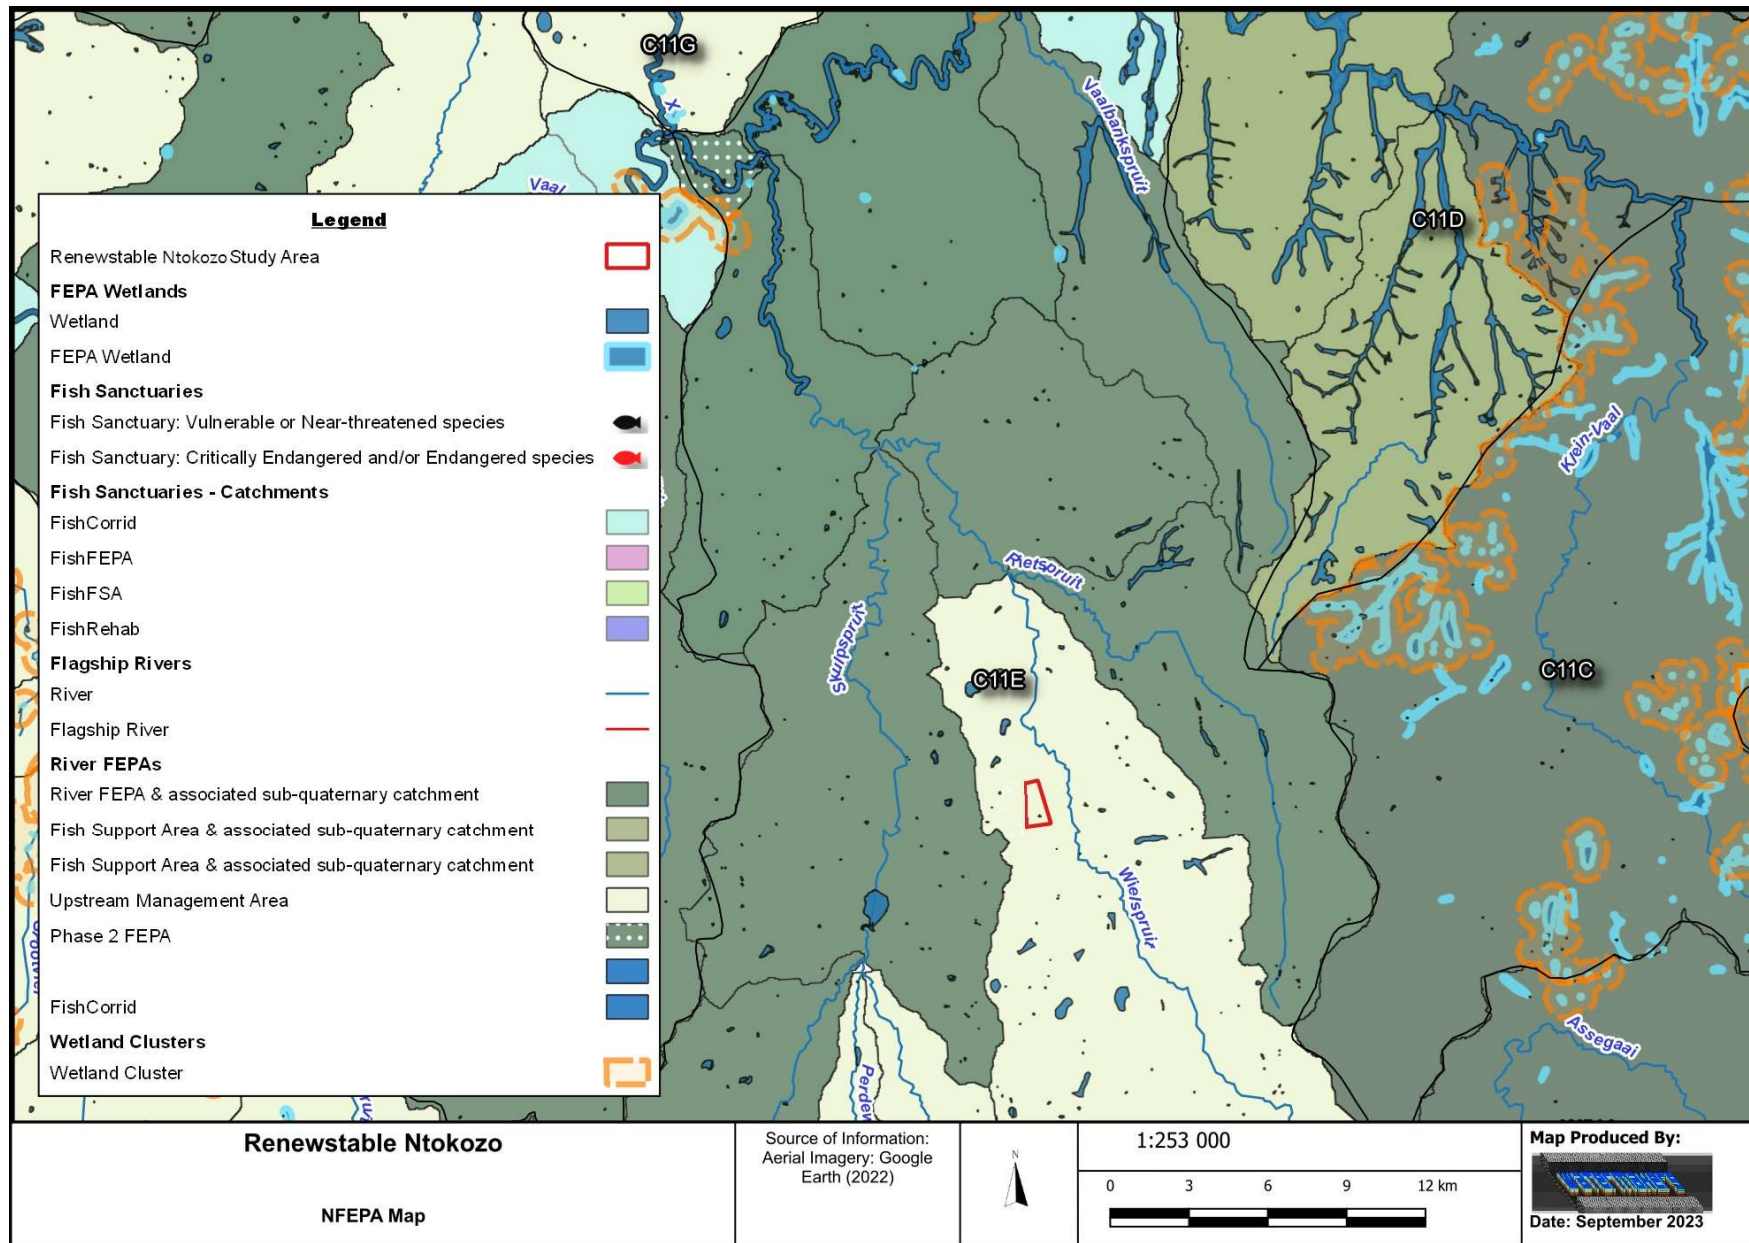 C11G
X
Vaal
Vaalbankspruit
C11D
Klein-Vaal
Rietspruit
Skulpspruit
C11E
C11C
Wielspruit
Assegaai
Legend
Renewstable Ntokozo Study Area
FEPA Wetlands
Wetland
FEPA Wetland
Fish Sanctuaries
Fish Sanctuary: Vulnerable or Near-threatened species
Fish Sanctuary: Critically Endangered and/or Endangered species
Fish Sanctuaries - Catchments
FishCorrid
FishFEPA
FishFSA
FishRehab
Flagship Rivers
River
Flagship River
River FEPAs
River FEPA & associated sub-quaternary catchment
Fish Support Area & associated sub-quaternary catchment
Fish Support Area & associated sub-quaternary catchment
Upstream Management Area
Phase 2 FEPA
FishCorrid
Wetland Clusters
Wetland Cluster
Renewstable Ntokozo
NFEPA Map
Source of Information:
Aerial Imagery: Google
Earth (2022)
N
1:253 000
0 3 6 9 12 km
Map Produced By:
Watermakers
Date: September 2023